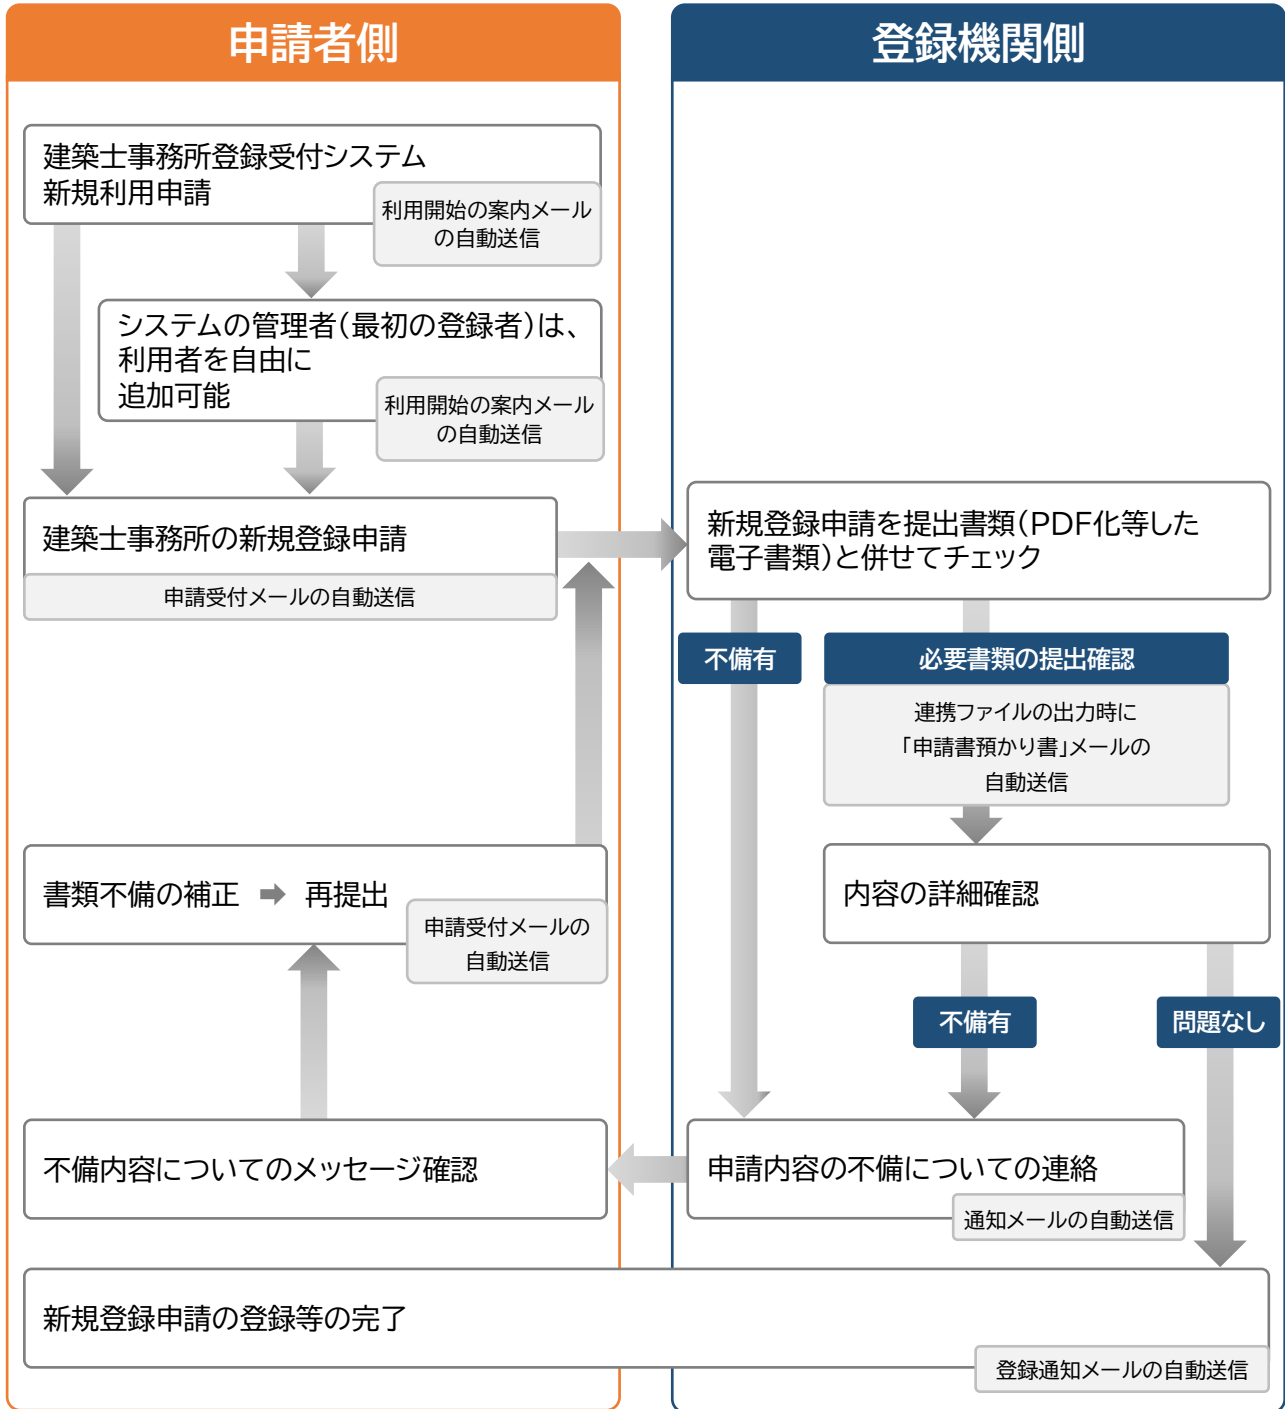 申請者側
登録機関側
建築士事務所登録受付システム
新規利用申請
利用開始の案内メール
の自動送信
システムの管理者(最初の登録者)は、
利用者を自由に
追加可能
利用開始の案内メール
の自動送信
建築士事務所の新規登録申請
申請受付メールの自動送信
新規登録申請を提出書類(PDF化等した
電子書類)と併せてチェック
不備有
必要書類の提出確認
連携ファイルの出力時に
「申請書預かり書」メールの
自動送信
書類不備の補正 ➡ 再提出
申請受付メールの
自動送信
内容の詳細確認
不備有
問題なし
不備内容についてのメッセージ確認
申請内容の不備についての連絡
通知メールの自動送信
新規登録申請の登録等の完了
登録通知メールの自動送信